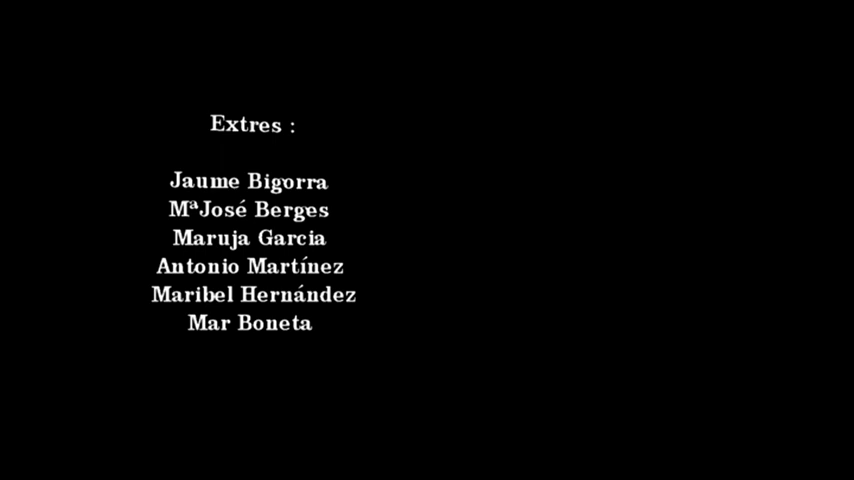 Extres :
Jaume Bigorra
MªJosé Berges
Maruja Garcia
Antonio Martínez
Maribel Hernández
Mar Boneta